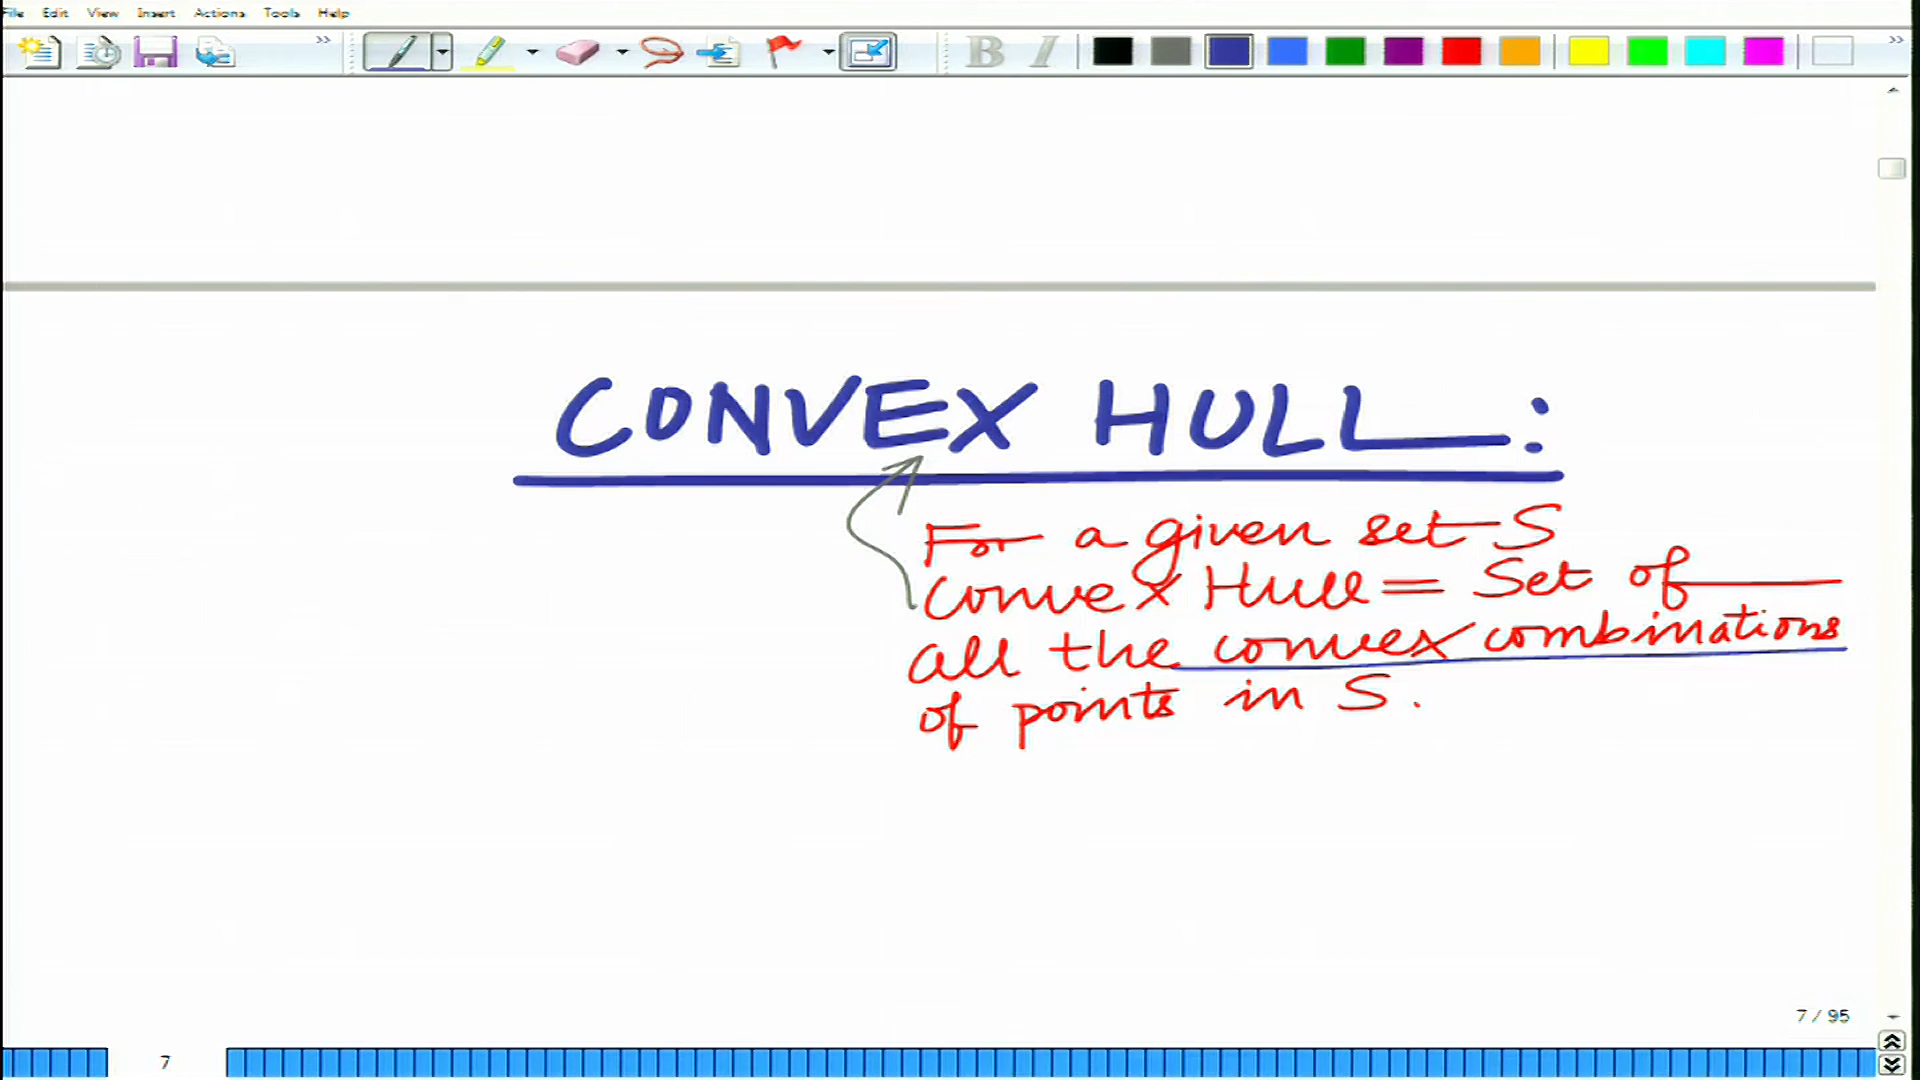 File Edit View Insert Actions Tools Help
B I
CONVEX HULL :
For a given set S
Convex Hull = Set of
all the convex combinations
of points in S.
7 / 95
7